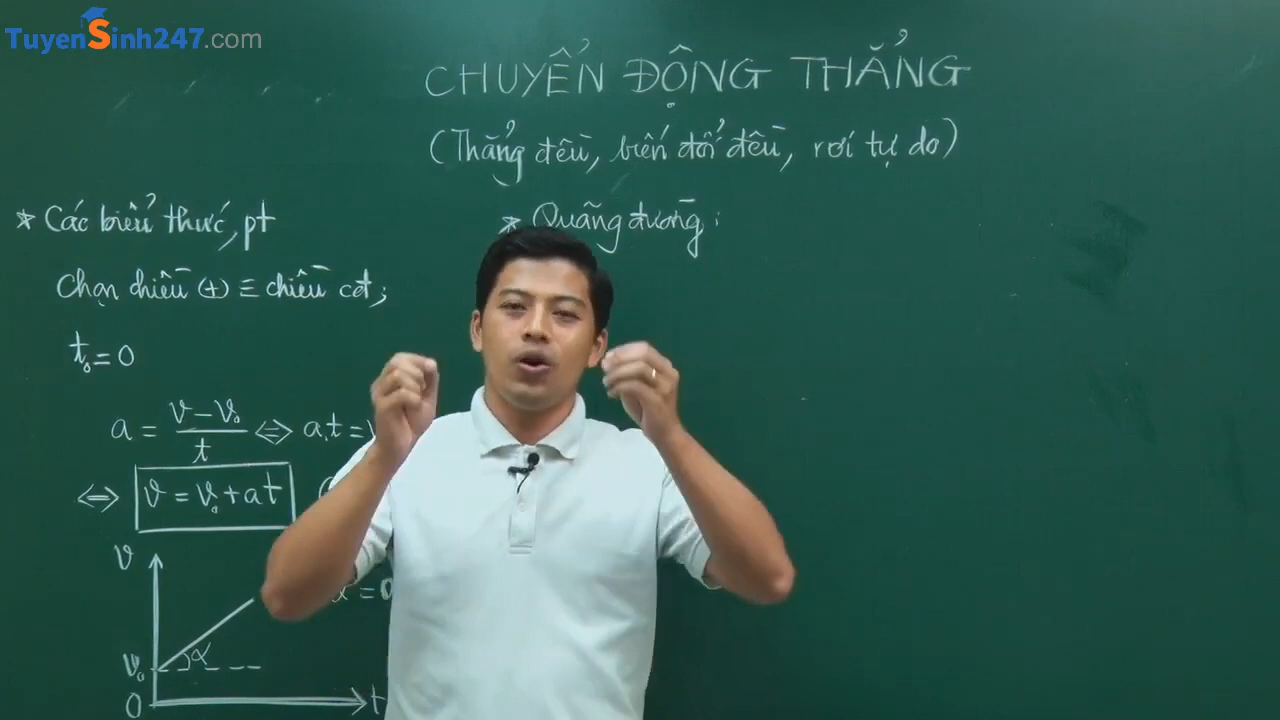 TuyenSinh247.com
CHUYỂN ĐỘNG THẲNG
(Thẳng đều, biến đổi đều, rơi tự do)
* Các biểu thức, pt
Chọn chiều (+) ≡ chiều cđ;
t₀ = 0
a = (v – v₀)/t ⇔ a.t =
⇔ v = v₀ + at
v
α
v₀
0
t
* Quãng đường: